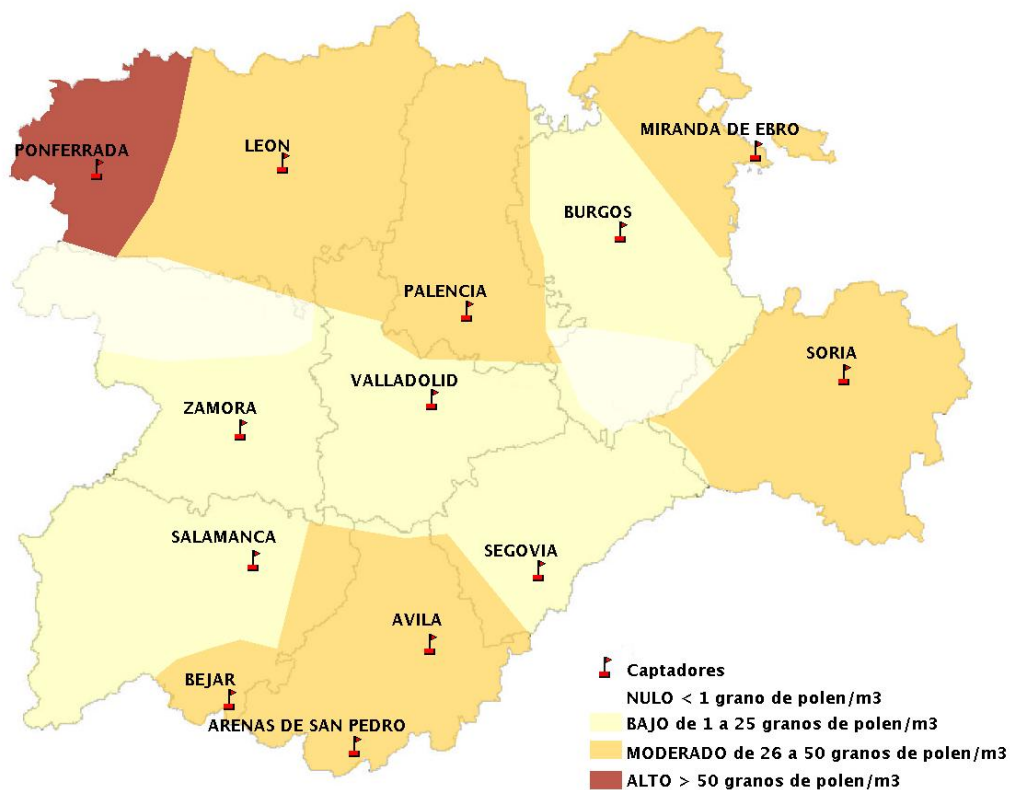 MIRANDA DE EBRO
PONFERRADA
LEON
BURGOS
PALENCIA
SORIA
VALLADOLID
ZAMORA
SALAMANCA
SEGOVIA
AVILA
BEJAR
ARENAS DE SAN PEDRO
Captadores
NULO < 1 grano de polen/m3
BAJO de 1 a 25 granos de polen/m3
MODERADO de 26 a 50 granos de polen/m3
ALTO > 50 granos de polen/m3